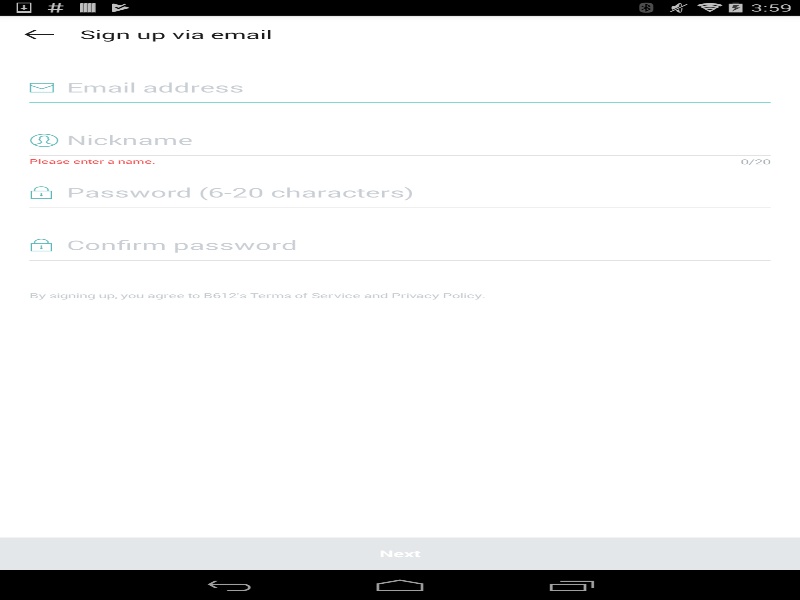 3:59
Sign up via email
Email address
Nickname
Please enter a name.
0/20
Password (6-20 characters)
Confirm password
By signing up, you agree to B612's Terms of Service and Privacy Policy.
Next